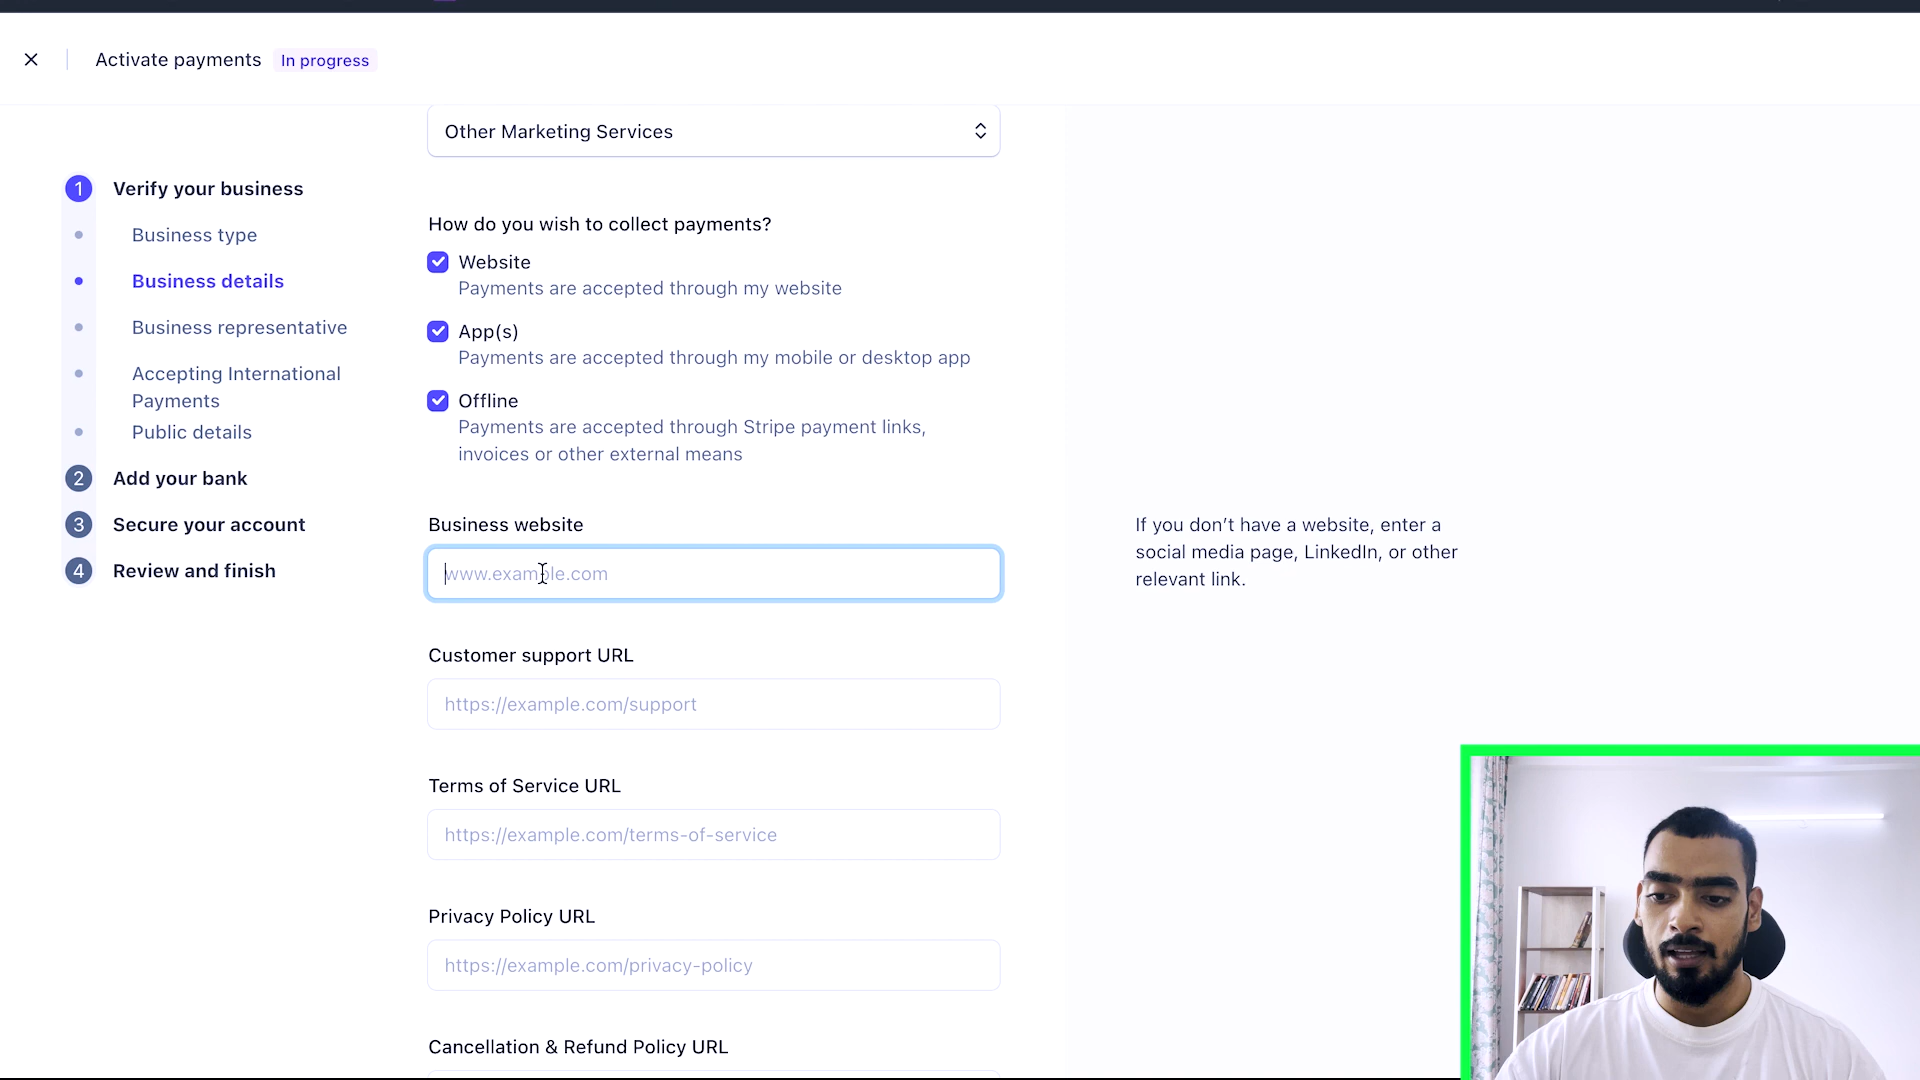 Activate payments In progress
Other Marketing Services
1 Verify your business
Business type
Business details
Business representative
Accepting International
Payments
Public details
2 Add your bank
3 Secure your account
4 Review and finish
How do you wish to collect payments?
Website
Payments are accepted through my website
App(s)
Payments are accepted through my mobile or desktop app
Offline
Payments are accepted through Stripe payment links,
invoices or other external means
Business website
www.example.com
If you don’t have a website, enter a
social media page, LinkedIn, or other
relevant link.
Customer support URL
https://example.com/support
Terms of Service URL
https://example.com/terms-of-service
Privacy Policy URL
https://example.com/privacy-policy
Cancellation & Refund Policy URL